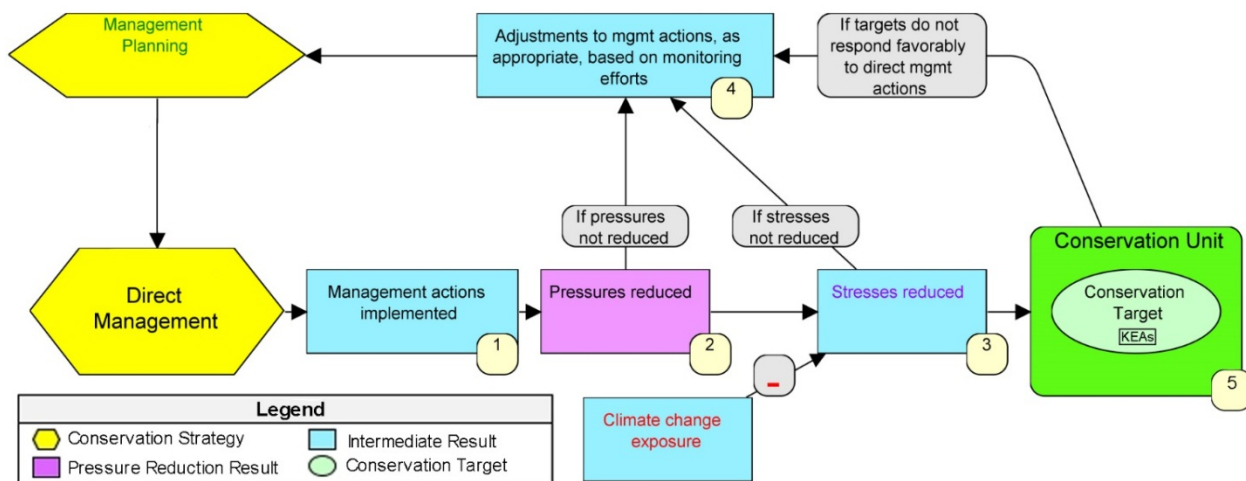 Management
Planning
Adjustments to mgmt actions, as
appropriate, based on monitoring
efforts
4
If targets do not
respond favorably
to direct mgmt
actions
If pressures
not reduced
If stresses
not reduced
Direct
Management
Management actions
implemented
1
Pressures reduced
2
Stresses reduced
3
Conservation Unit
Conservation
Target
KEAs
5
–
Climate change
exposure
Legend
Conservation Strategy
Intermediate Result
Pressure Reduction Result
Conservation Target